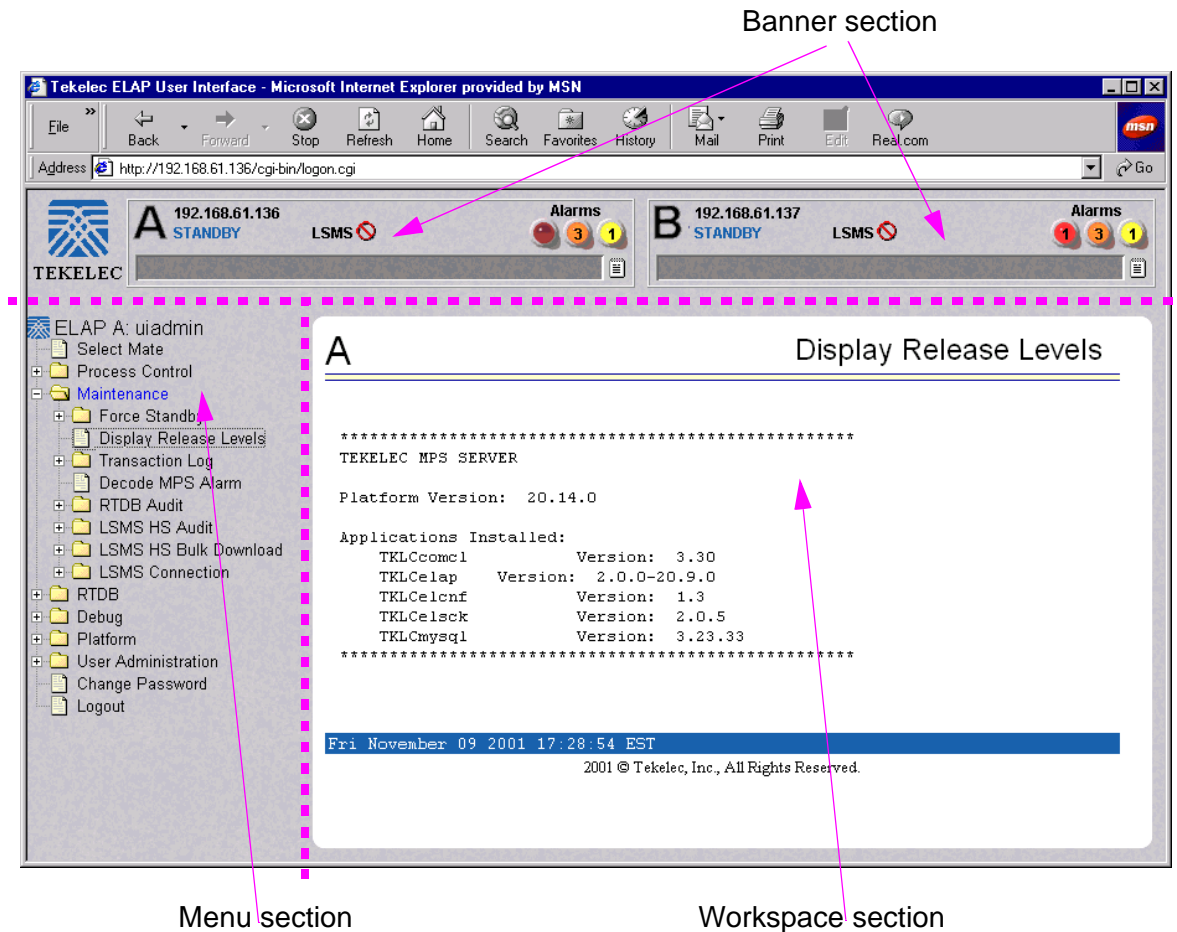 Banner section
Tekelec ELAP User Interface - Microsoft Internet Explorer provided by MSN
File » Back Forward Stop Refresh Home Search Favorites History Mail Print Edit Real.com msn
Address http://192.168.61.136/cgi-bin/logon.cgi Go
TEKELEC
A 192.168.61.136 Alarms
STANDBY LSMS 3 1
B 192.168.61.137 Alarms
STANDBY LSMS 1 3 1
ELAP A: uiadmin
Select Mate
Process Control
Maintenance
Force Standby
Display Release Levels
Transaction Log
Decode MPS Alarm
RTDB Audit
LSMS HS Audit
LSMS HS Bulk Download
LSMS Connection
RTDB
Debug
Platform
User Administration
Change Password
Logout
A Display Release Levels
****************************************************
TEKELEC MPS SERVER
Platform Version: 20.14.0
Applications Installed:
TKLCcomcl Version: 3.30
TKLCelap Version: 2.0.0-20.9.0
TKLCelcnf Version: 1.3
TKLCelsck Version: 2.0.5
TKLCmysql Version: 3.23.33
****************************************************
Fri November 09 2001 17:28:54 EST
2001 © Tekelec, Inc., All Rights Reserved.
Menu section
Workspace section